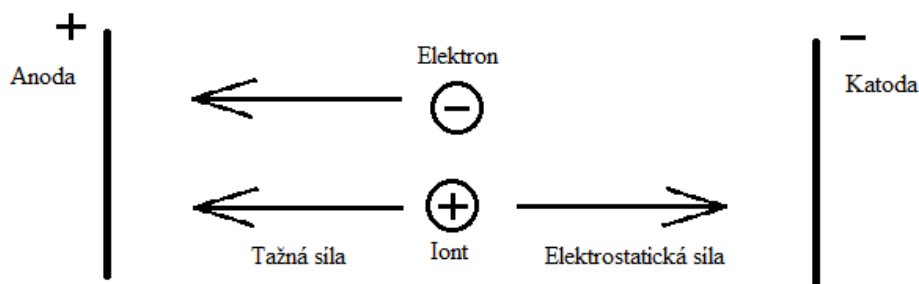 +
Anoda
Elektron
−
−
Katoda
+
Tažná síla
Iont
Elektrostatická síla